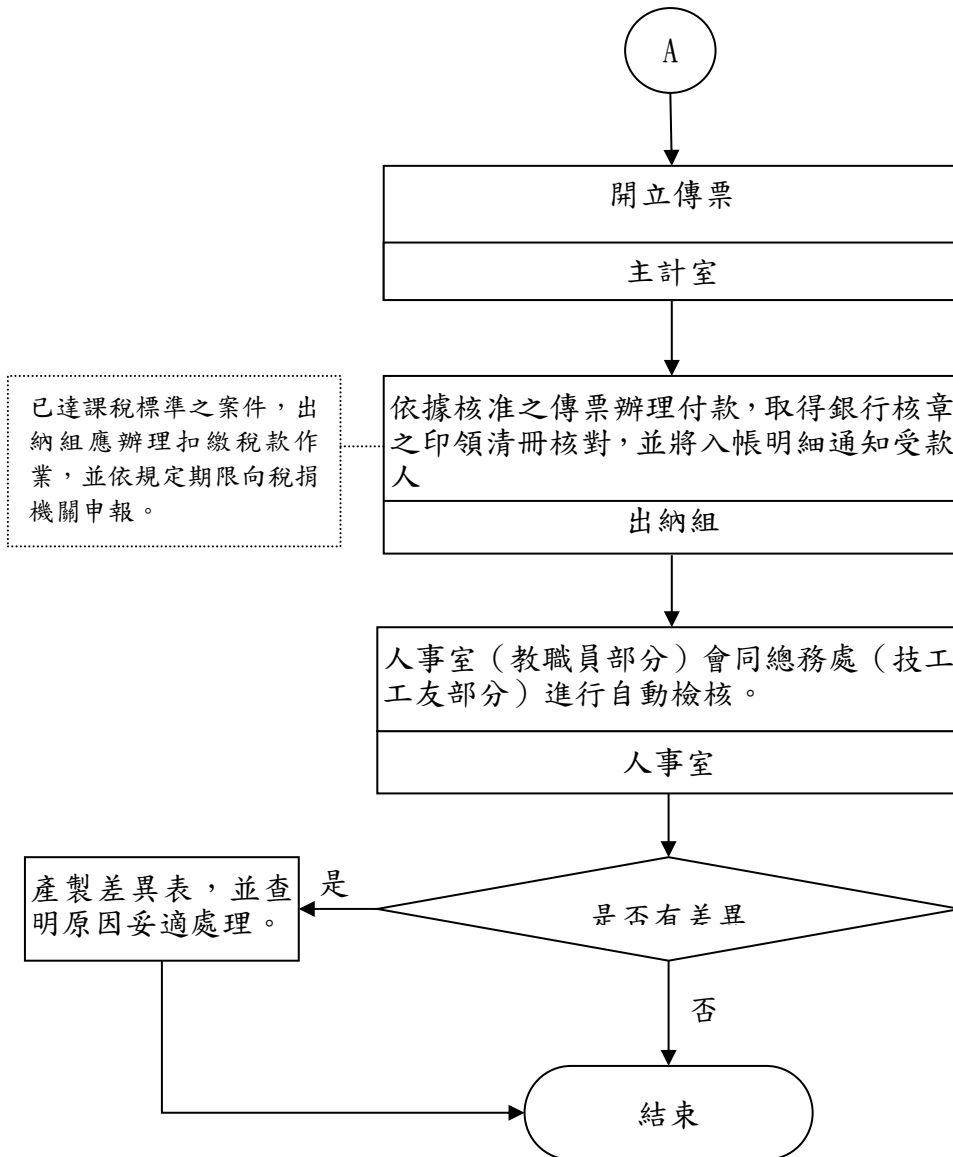 A
開立傳票
主計室
已達課稅標準之案件，出
納組應辦理扣繳稅款作
業，並依規定期限向稅捐
機關申報。
依據核准之傳票辦理付款，取得銀行核章
之印領清冊核對，並將入帳明細通知受款
人
出納組
人事室（教職員部分）會同總務處（技工
工友部分）進行自動檢核。
人事室
產製差異表，並查
明原因妥適處理。
是
是否有差異
否
結束